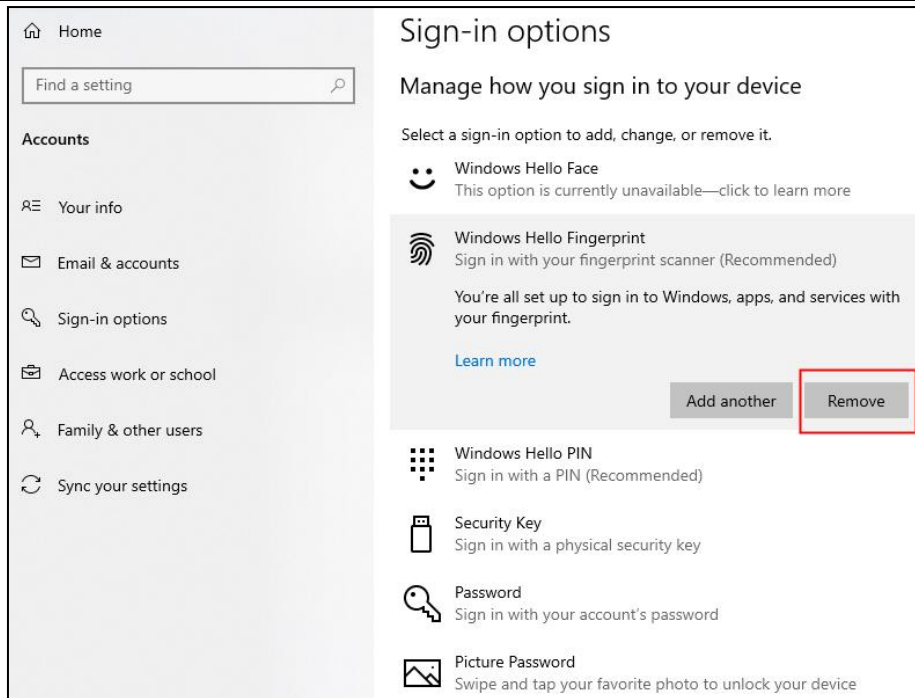 Home
Find a setting
Accounts
Your info
Email & accounts
Sign-in options
Access work or school
Family & other users
Sync your settings
Sign-in options
Manage how you sign in to your device
Select a sign-in option to add, change, or remove it.
Windows Hello Face
This option is currently unavailable—click to learn more
Windows Hello Fingerprint
Sign in with your fingerprint scanner (Recommended)
You're all set up to sign in to Windows, apps, and services with
your fingerprint.
Learn more
Add another
Remove
Windows Hello PIN
Sign in with a PIN (Recommended)
Security Key
Sign in with a physical security key
Password
Sign in with your account's password
Picture Password
Swipe and tap your favorite photo to unlock your device